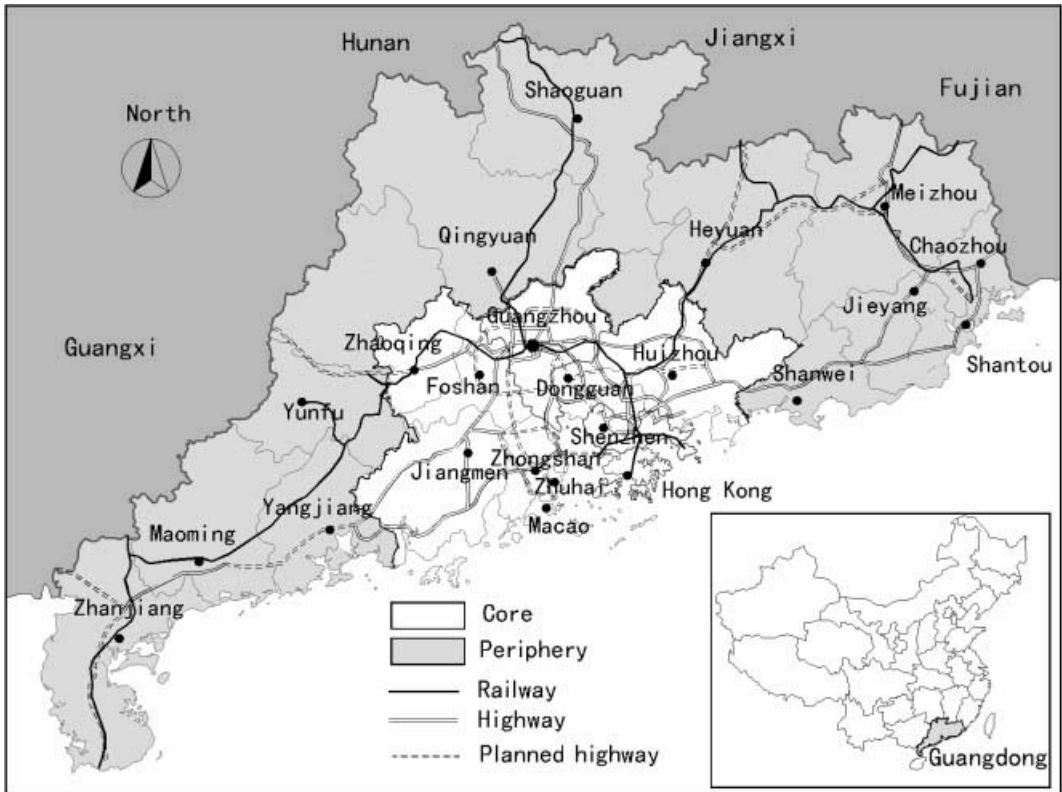 Hunan
Jiangxi
Shaoguan
Fujian
North
Meizhou
Qingyuan
Heyuan
Chaozhou
Jieyang
Guangzhou
Guangxi
Zhaoqing
Huizhou
Shantou
Foshan
Dongguan
Shanwei
Yunfu
Shenzhen
Zhongshan
Jiangmen
Zhuhai
Hong Kong
Yangjiang
Macao
Maoming
Zhanjiang
Core
Periphery
Railway
Highway
Planned highway
Guangdong